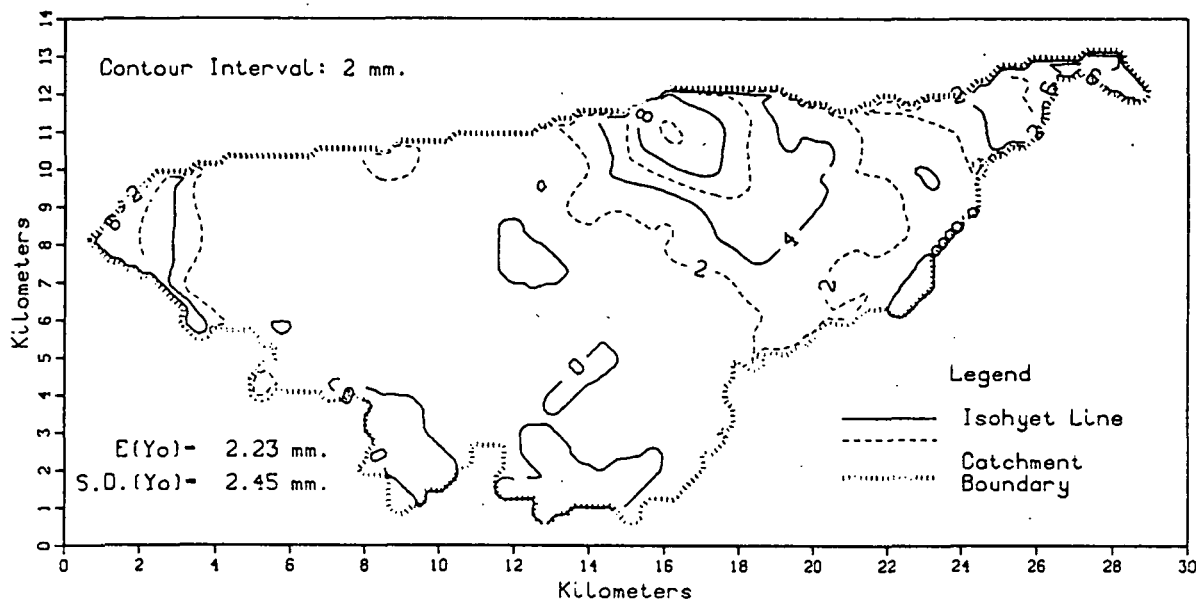 Contour Interval: 2 mm.
Kilometers
14
13
12
11
10
9
8
7
6
5
4
3
2
1
0
8
2
2
6
6
2
8
4
2
2
0
0
E(Yo)= 2.23 mm.
S.D.(Yo)= 2.45 mm.
Legend
Isohyet Line
Catchment
Boundary
0 2 4 6 8 10 12 14 16 18 20 22 24 26 28 30
Kilometers